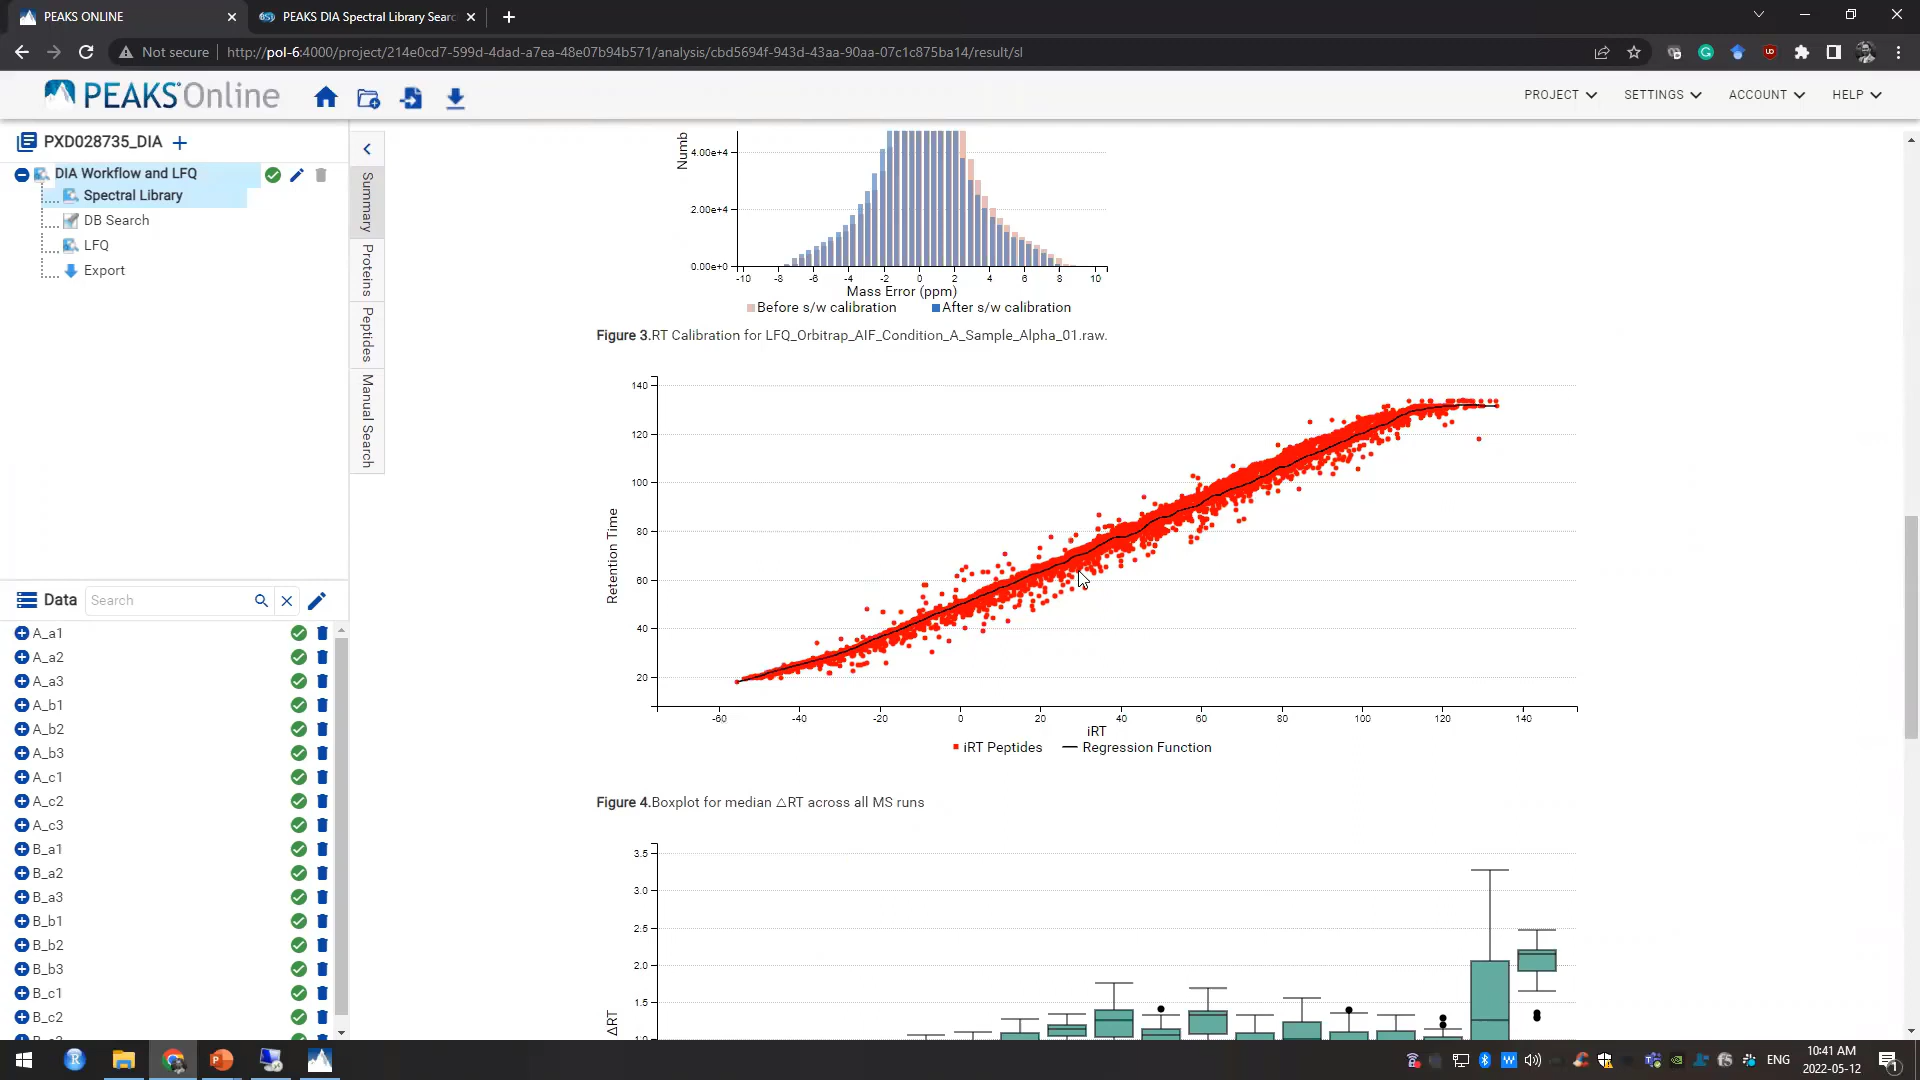 PEAKS ONLINE
PEAKS DIA Spectral Library Searc
Not secure
http://pol-6:4000/project/214e0cd7-599d-4dad-a7ea-48e07b94b571/analysis/cbd5694f-943d-43aa-90aa-07c1c875ba14/result/sl
PEAKS Online
PROJECT
SETTINGS
ACCOUNT
HELP
PXD028735_DIA
DIA Workflow and LFQ
Spectral Library
DB Search
LFQ
Export
Summary
Proteins
Peptides
Manual Search
Numb
4.00e+4
2.00e+4
0.00e+0
-10 -8 -6 -4 -2 0 2 4 6 8 10
Mass Error (ppm)
Before s/w calibration After s/w calibration
Figure 3.RT Calibration for LFQ_Orbitrap_AIF_Condition_A_Sample_Alpha_01.raw.
140
120
100
80
60
40
20
Retention Time
-60 -40 -20 0 20 40 60 80 100 120 140
iRT
iRT Peptides Regression Function
Figure 4.Boxplot for median △RT across all MS runs
3.5
3.0
2.5
2.0
1.5
1.0
△RT
Data
Search
A_a1
A_a2
A_a3
A_b1
A_b2
A_b3
A_c1
A_c2
A_c3
B_a1
B_a2
B_a3
B_b1
B_b2
B_b3
B_c1
B_c2
ENG
10:41 AM
2022-05-12